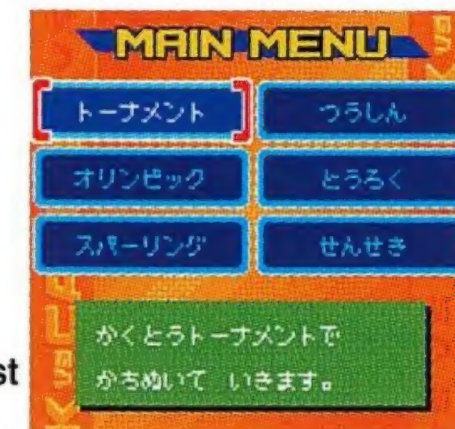 MAIN MENU
トーナメント つうしん
オリンピック とうろく
スパーリング せんせき
かくとうトーナメントで
かちぬいて いきます。
st